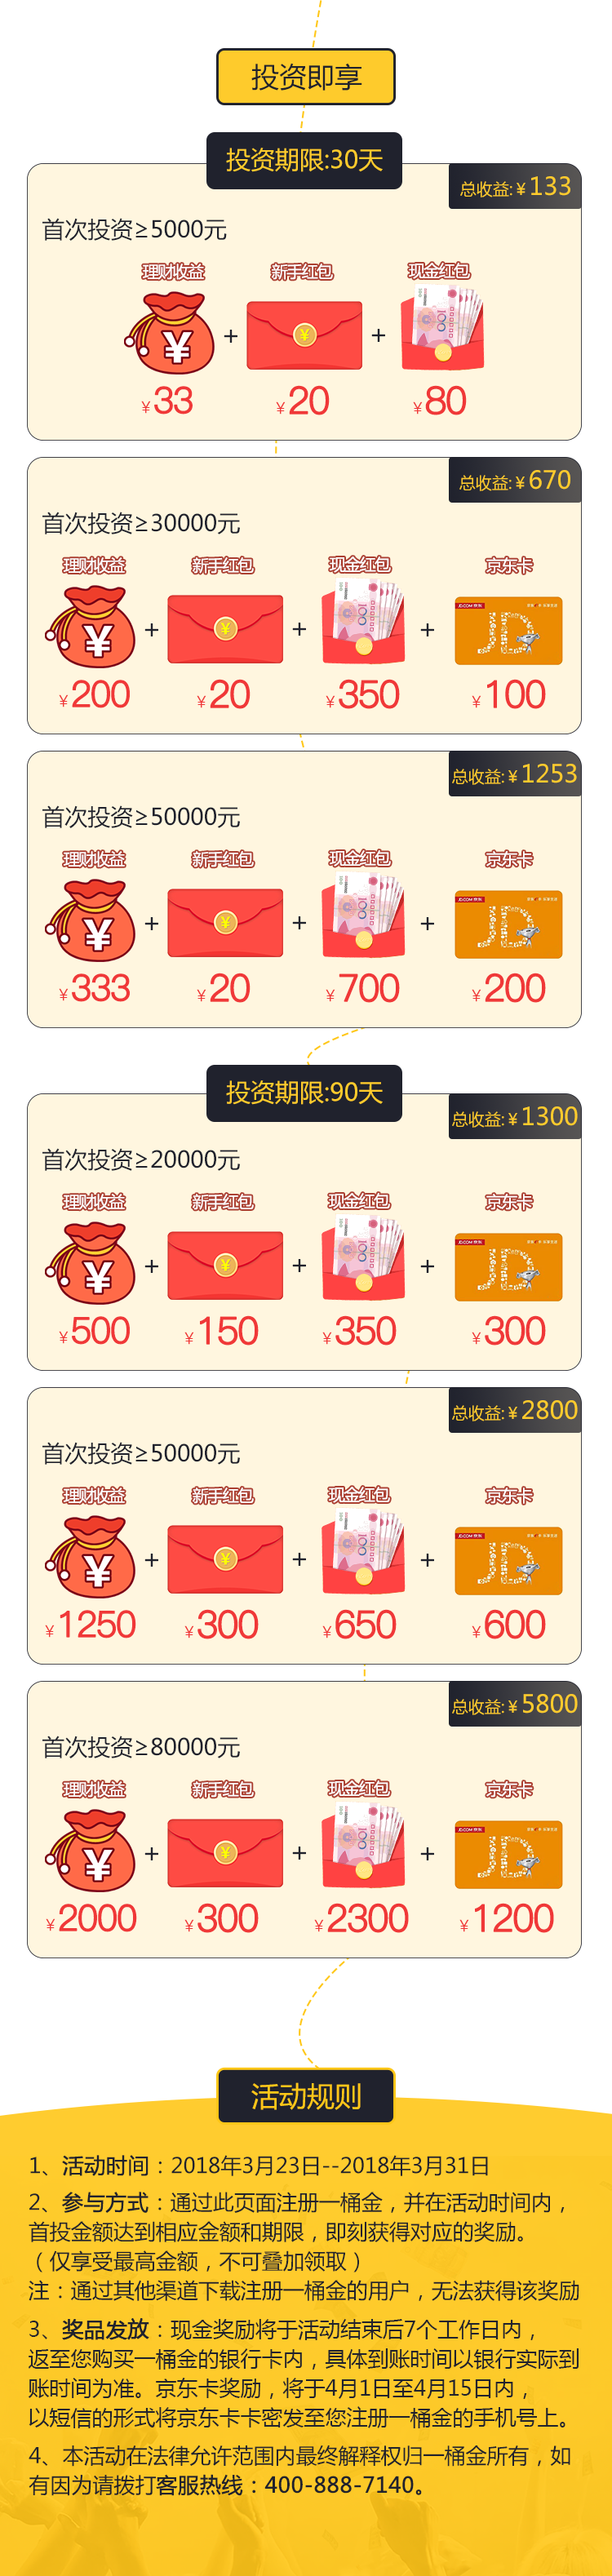 投资即享
投资期限:30天
总收益:¥133
首次投资≥5000元
理财收益 新手红包 现金红包
¥33 + ¥20 + ¥80
总收益:¥670
首次投资≥30000元
理财收益 新手红包 现金红包 京东卡
JD.COM 京东
¥200 + ¥20 + ¥350 + ¥100
总收益:¥1253
首次投资≥50000元
理财收益 新手红包 现金红包 京东卡
JD.COM 京东
¥333 + ¥20 + ¥700 + ¥200
投资期限:90天
总收益:¥1300
首次投资≥20000元
理财收益 新手红包 现金红包 京东卡
JD.COM 京东
¥500 + ¥150 + ¥350 + ¥300
总收益:¥2800
首次投资≥50000元
理财收益 新手红包 现金红包 京东卡
JD.COM 京东
¥1250 + ¥300 + ¥650 + ¥600
总收益:¥5800
首次投资≥80000元
理财收益 新手红包 现金红包 京东卡
JD.COM 京东
¥2000 + ¥300 + ¥2300 + ¥1200
活动规则
1、活动时间：2018年3月23日--2018年3月31日
2、参与方式：通过此页面注册一桶金，并在活动时间内，
首投金额达到相应金额和期限，即刻获得对应的奖励。
（仅享受最高金额，不可叠加领取）
注：通过其他渠道下载注册一桶金的用户，无法获得该奖励
3、奖品发放：现金奖励将于活动结束后7个工作日内，
返至您购买一桶金的银行卡内，具体到账时间以银行实际到
账时间为准。京东卡奖励，将于4月1日至4月15日内，
以短信的形式将京东卡卡密发至您注册一桶金的手机号上。
4、本活动在法律允许范围内最终解释权归一桶金所有，如
有因为请拨打客服热线：400-888-7140。